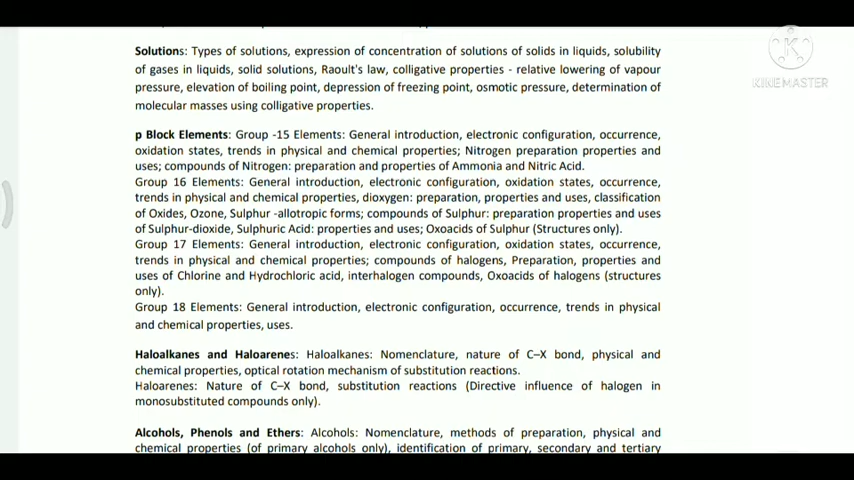 Solutions: Types of solutions, expression of concentration of solutions of solids in liquids, solubility
of gases in liquids, solid solutions, Raoult's law, colligative properties - relative lowering of vapour
pressure, elevation of boiling point, depression of freezing point, osmotic pressure, determination of
molecular masses using colligative properties.
p Block Elements: Group -15 Elements: General introduction, electronic configuration, occurrence,
oxidation states, trends in physical and chemical properties; Nitrogen preparation properties and
uses; compounds of Nitrogen: preparation and properties of Ammonia and Nitric Acid.
Group 16 Elements: General introduction, electronic configuration, oxidation states, occurrence,
trends in physical and chemical properties, dioxygen: preparation, properties and uses, classification
of Oxides, Ozone, Sulphur -allotropic forms; compounds of Sulphur: preparation properties and uses
of Sulphur-dioxide, Sulphuric Acid: properties and uses; Oxoacids of Sulphur (Structures only).
Group 17 Elements: General introduction, electronic configuration, oxidation states, occurrence,
trends in physical and chemical properties; compounds of halogens, Preparation, properties and
uses of Chlorine and Hydrochloric acid, interhalogen compounds, Oxoacids of halogens (structures
only).
Group 18 Elements: General introduction, electronic configuration, occurrence, trends in physical
and chemical properties, uses.
Haloalkanes and Haloarenes: Haloalkanes: Nomenclature, nature of C–X bond, physical and
chemical properties, optical rotation mechanism of substitution reactions.
Haloarenes: Nature of C–X bond, substitution reactions (Directive influence of halogen in
monosubstituted compounds only).
Alcohols, Phenols and Ethers: Alcohols: Nomenclature, methods of preparation, physical and
chemical properties (of primary alcohols only), identification of primary, secondary and tertiary
K
KINEMASTER